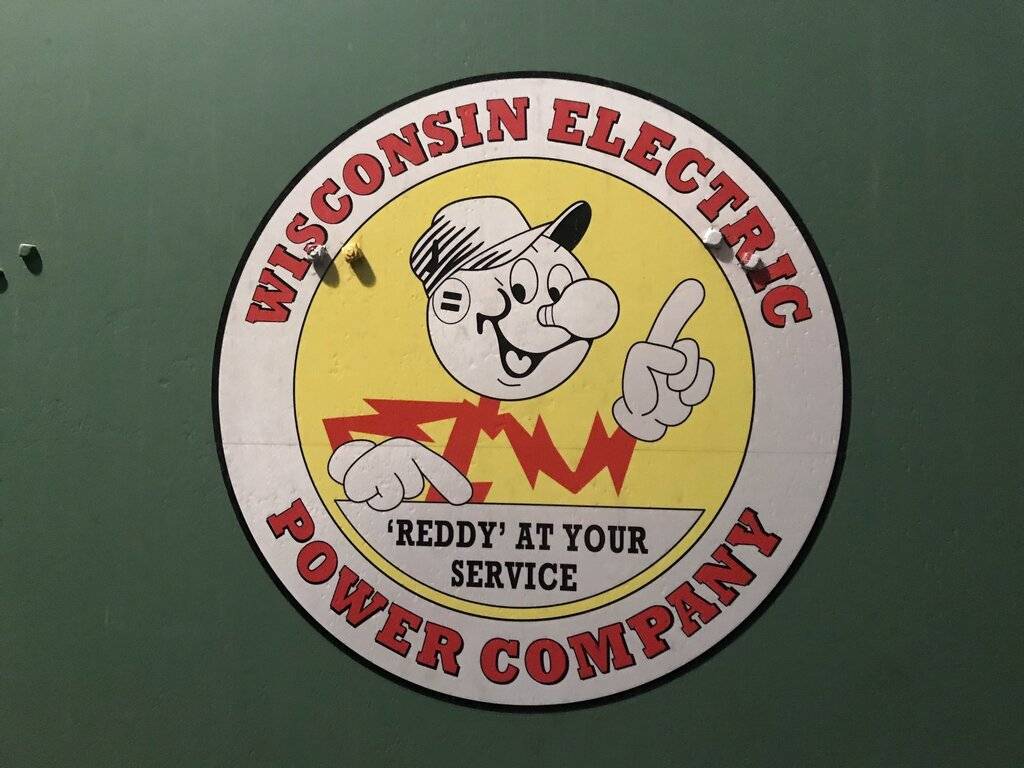 WISCONSIN ELECTRIC
‘REDDY’ AT YOUR
SERVICE
POWER COMPANY